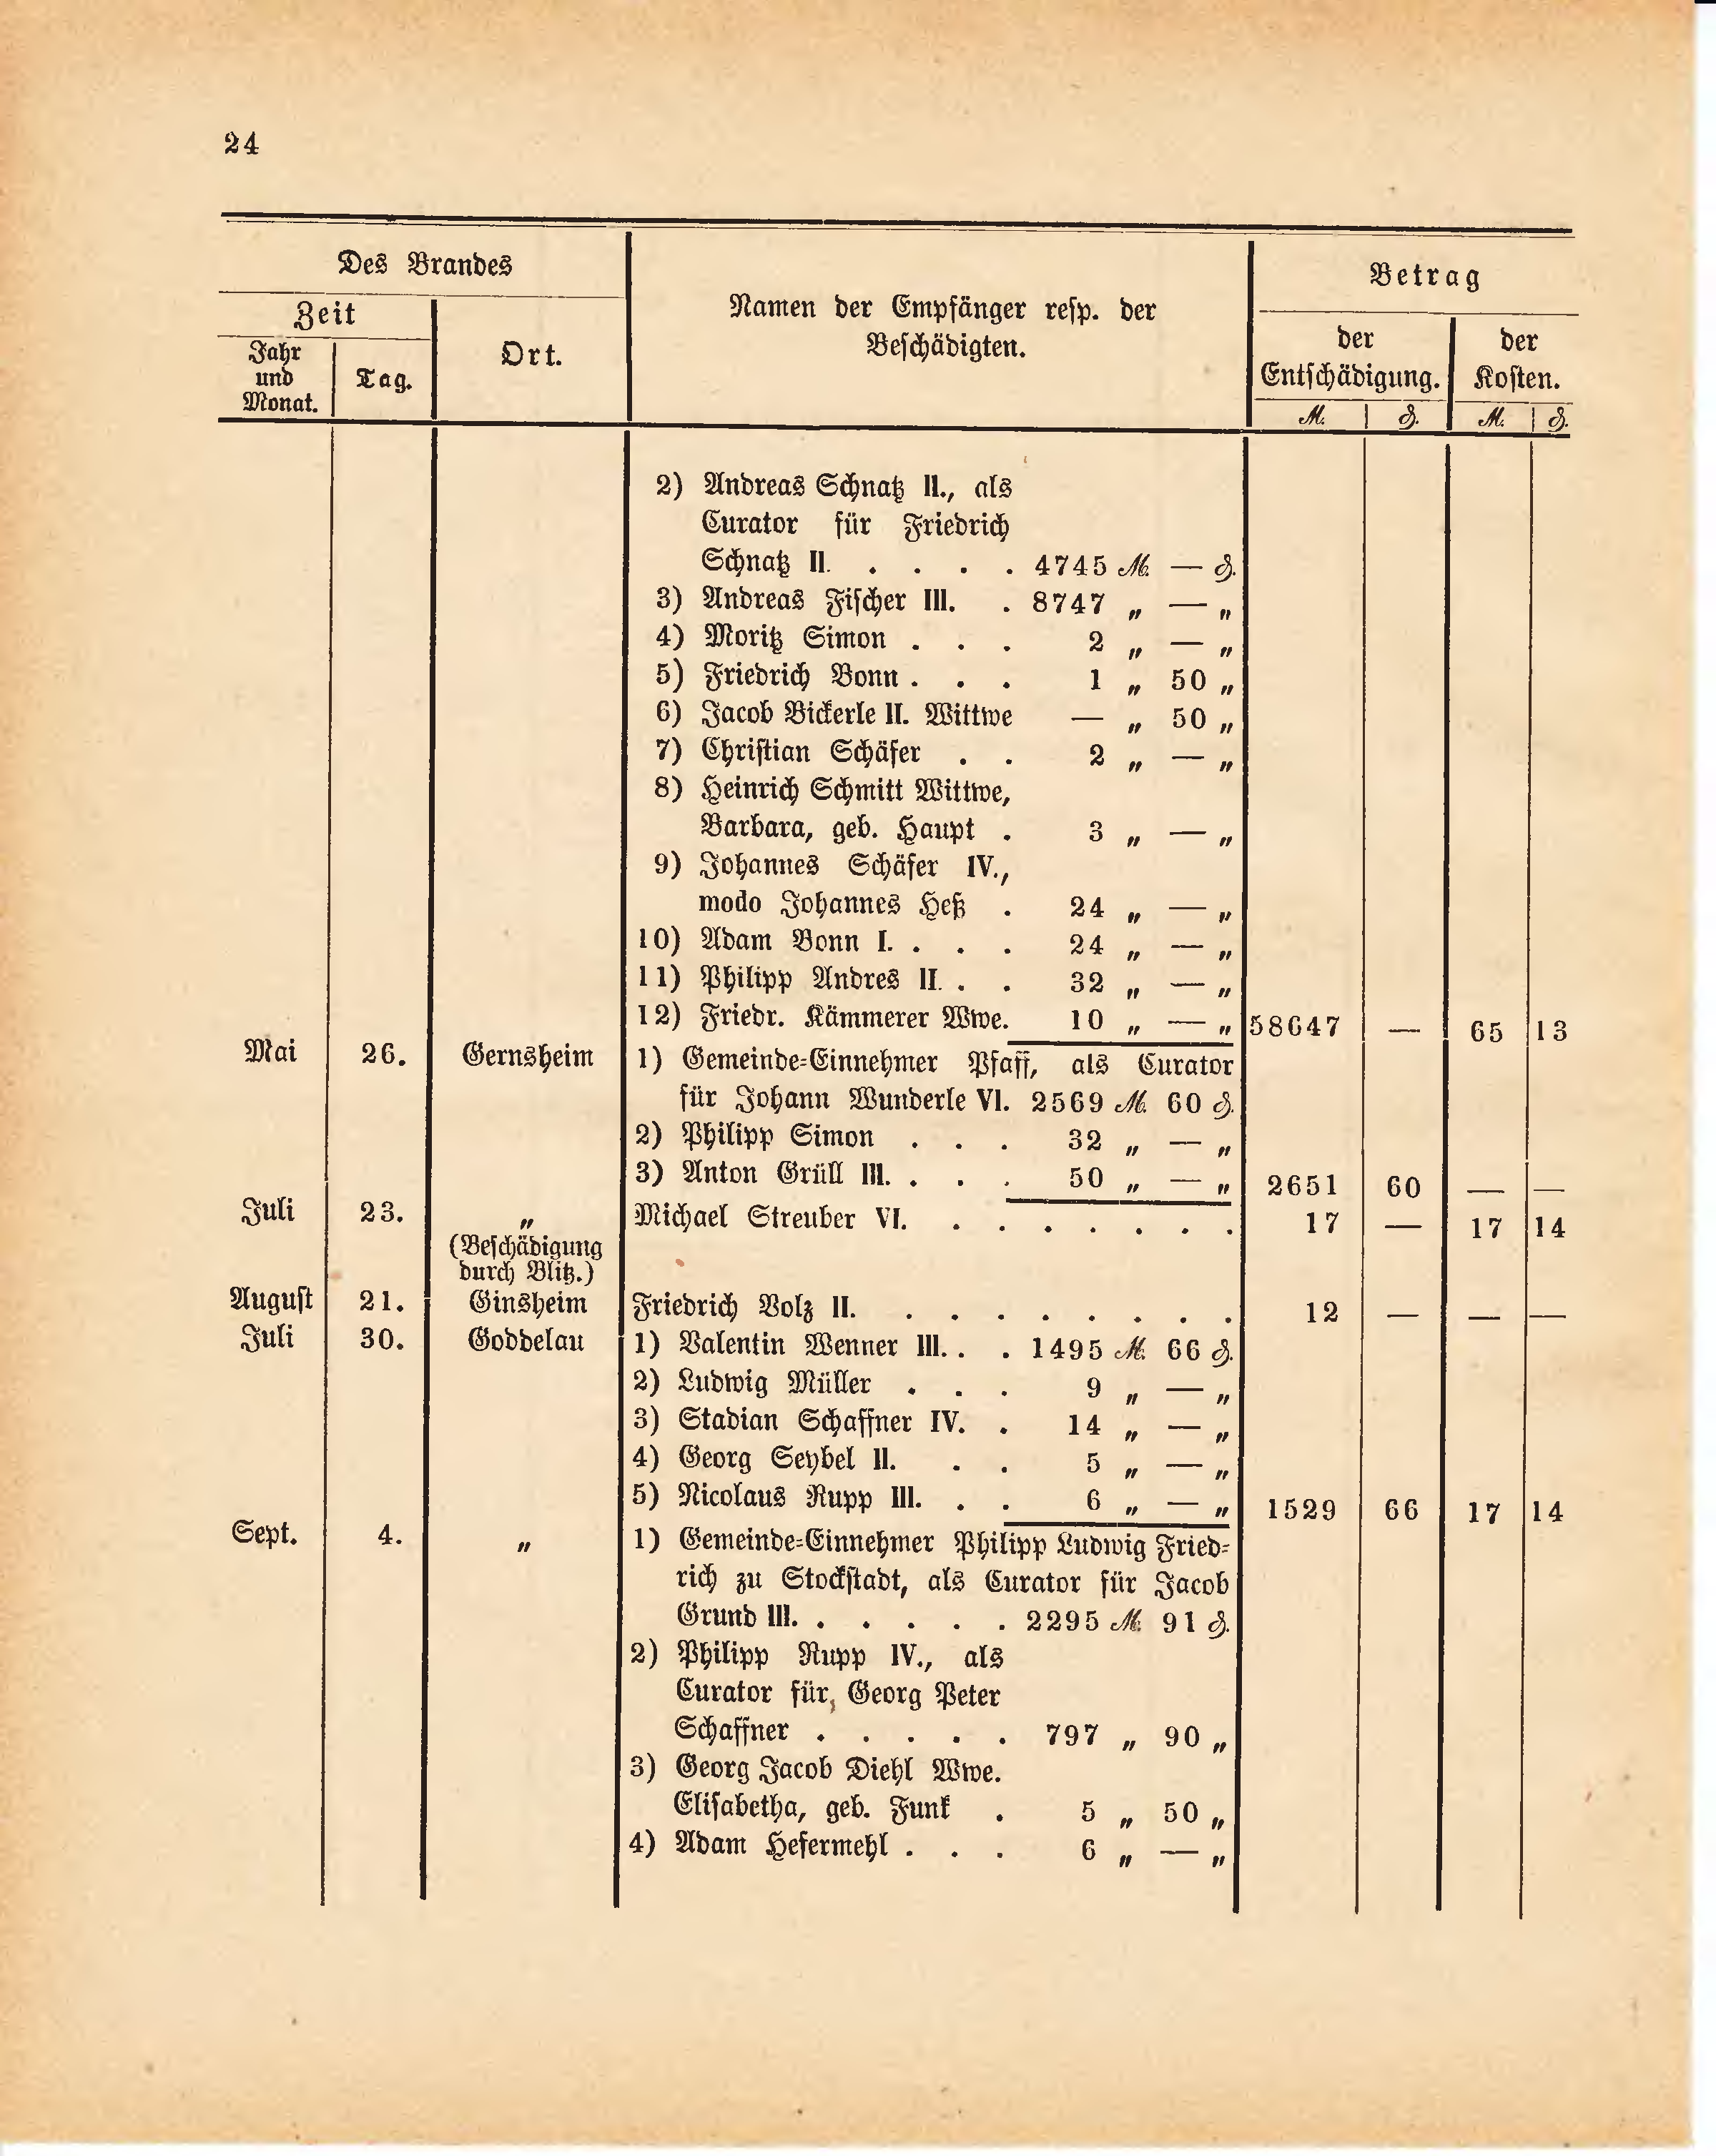 24
Des Brandes
Betrag
Zeit
Namen der Empfänger resp. der
Beschädigten.
Ort.
der
Entschädigung.
der
Kosten.
Jahr
und
Monat.
Tag.
ℳ. ₰. ℳ. ₰.
2) Andreas Schnatz II., als
Curator für Friedrich
Schnatz II. . . . . 4745 ℳ. — ₰.
3) Andreas Fischer III. . 8747 „ — „
4) Moritz Simon . . . 2 „ — „
5) Friedrich Bonn . . . 1 „ 50 „
6) Jacob Bickerle II. Wittwe — „ 50 „
7) Christian Schäfer . . 2 „ — „
8) Heinrich Schmitt Wittwe,
Barbara, geb. Haupt . 3 „ — „
9) Johannes Schäfer IV.,
modo Johannes Heß . 24 „ — „
10) Adam Bonn I. . . . 24 „ — „
11) Philipp Andres II. . . 32 „ — „
12) Friedr. Kämmerer Wwe. 10 „ — „ 58647 — 65 13
Mai 26. Gernsheim 1) Gemeinde-Einnehmer Pfaff, als Curator
für Johann Wunderle VI. 2569 ℳ. 60 ₰.
2) Philipp Simon . . . 32 „ — „
3) Anton Grüll III. . . . 50 „ — „ 2651 60 — —
Juli 23. „ Michael Streuber VI. . . . . . . . 17 — 17 14
(Beschädigung
durch Blitz.)
August 21. Ginsheim Friedrich Volz II. . . . . . . . . 12 — — —
Juli 30. Goddelau 1) Valentin Wenner III. . . 1495 ℳ. 66 ₰.
2) Ludwig Müller . . . 9 „ — „
3) Stadian Schaffner IV. . 14 „ — „
4) Georg Seybel II. . . 5 „ — „
5) Nicolaus Rupp III. . . 6 „ — „ 1529 66 17 14
Sept. 4. „ 1) Gemeinde-Einnehmer Philipp Ludwig Fried-
rich zu Stockstadt, als Curator für Jacob
Grund III. . . . . . 2295 ℳ. 91 ₰.
2) Philipp Rupp IV., als
Curator für Georg Peter
Schaffner . . . . . 797 „ 90 „
3) Georg Jacob Diehl Wwe.
Elisabetha, geb. Funk . 5 „ 50 „
4) Adam Hefermehl . . . 6 „ — „